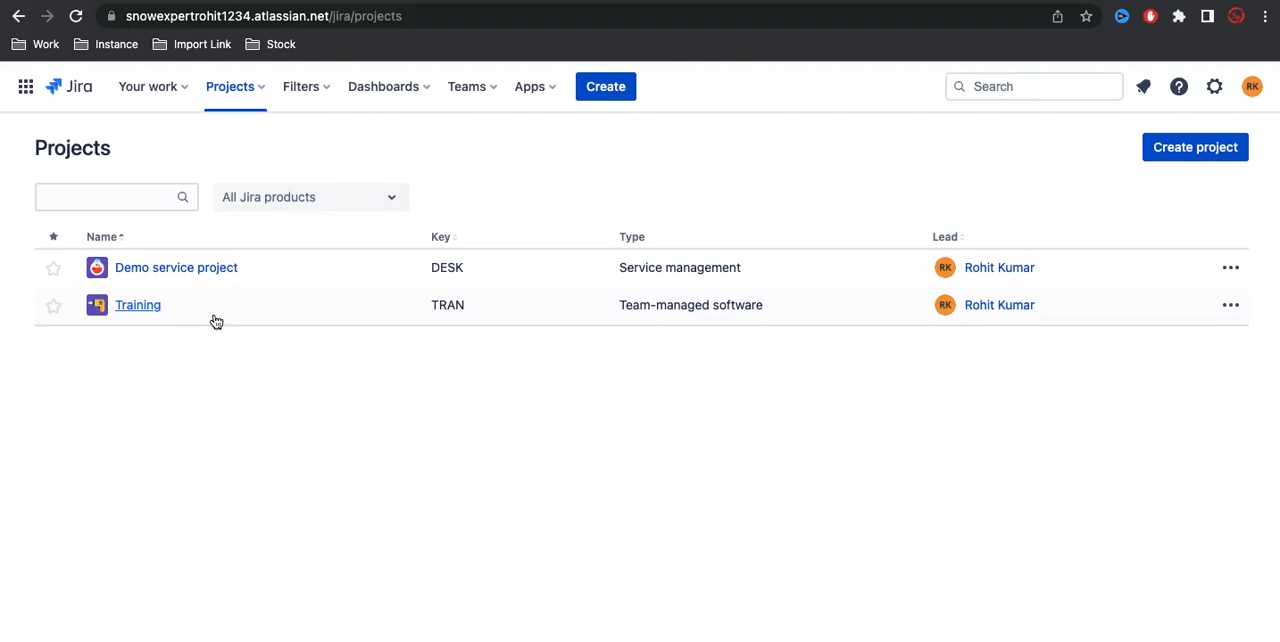 snowexpertrohit1234.atlassian.net/jira/projects
Work Instance Import Link Stock
Jira Your work Projects Filters Dashboards Teams Apps Create Search RK
Projects Create project
All Jira products
Name Key Type Lead
Demo service project DESK Service management RK Rohit Kumar
Training TRAN Team-managed software RK Rohit Kumar